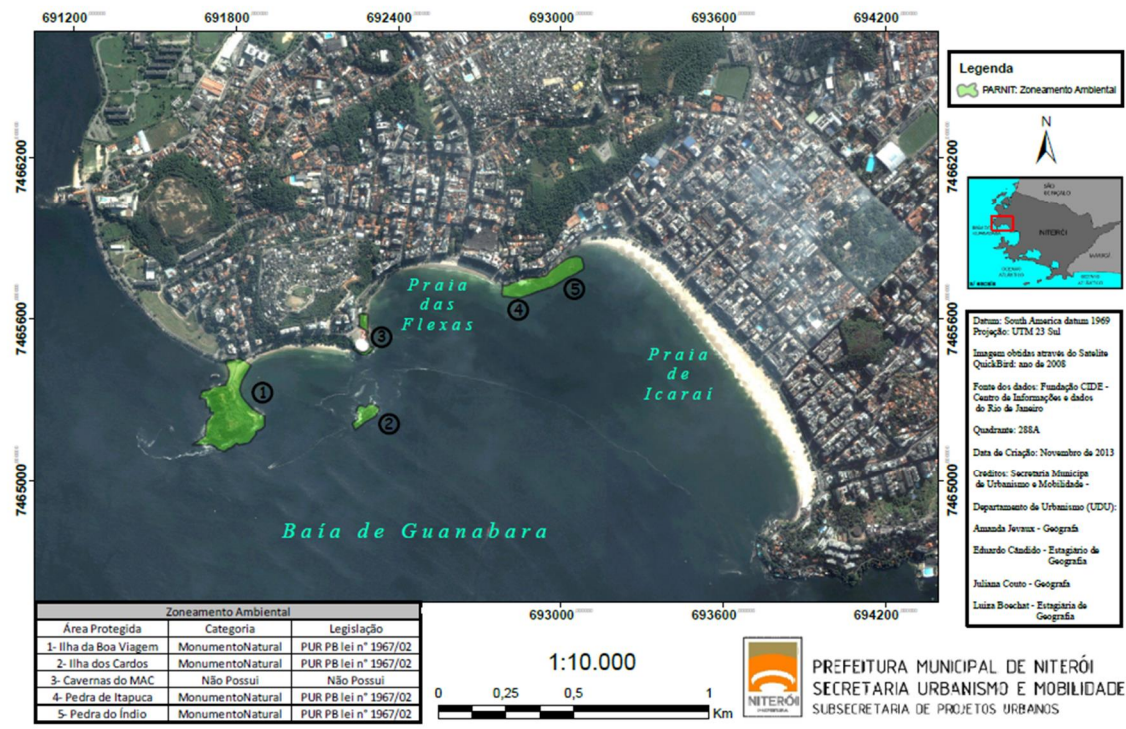 691200 691800 692400 693000 693600 694200
7466200
7465600
7465000
7466200
7465600
7465000
Praia
das
Flexas
Praia
de
Icaraí
Baía de Guanabara
1
2
3
4
5
Legenda
PARNIT: Zoneamento Ambiental
N
SÃO
GONÇALO
NITERÓI
MARICÁ
OCEANO
ATLÂNTICO
Datum: South America datum 1969
Projeção: UTM 23 Sul
Imagem obtidas através do Satelite
QuickBird: ano de 2008
Fonte dos dados: Fundação CIDE -
Centro de Informações e dados
do Rio de Janeiro
Quadrante: 288A
Data de Criação: Novembro de 2013
Créditos: Secretaria Municipa
de Urbanismo e Mobilidade -
Departamento de Urbanismo (UDU):
Amanda Jevaux - Geógrafa
Eduardo Cândido - Estagiário de
Geografia
Juliana Couto - Geógrafa
Luiza Boechat - Estagiária de
Geografia
693000 693600 694200
Zoneamento Ambiental
Área Protegida Categoria Legislação
1- Ilha da Boa Viagem MonumentoNatural PUR PB lei n° 1967/02
2- Ilha dos Cardos MonumentoNatural PUR PB lei n° 1967/02
3- Cavernas do MAC Não Possui Não Possui
4- Pedra de Itapuca MonumentoNatural PUR PB lei n° 1967/02
5- Pedra do Índio MonumentoNatural PUR PB lei n° 1967/02
1:10.000
0 0,25 0,5 1
Km
NITERÓI
PREFEITURA
PREFEITURA MUNICIPAL DE NITERÓI
SECRETARIA URBANISMO E MOBILIDADE
SUBSECRETARIA DE PROJETOS URBANOS